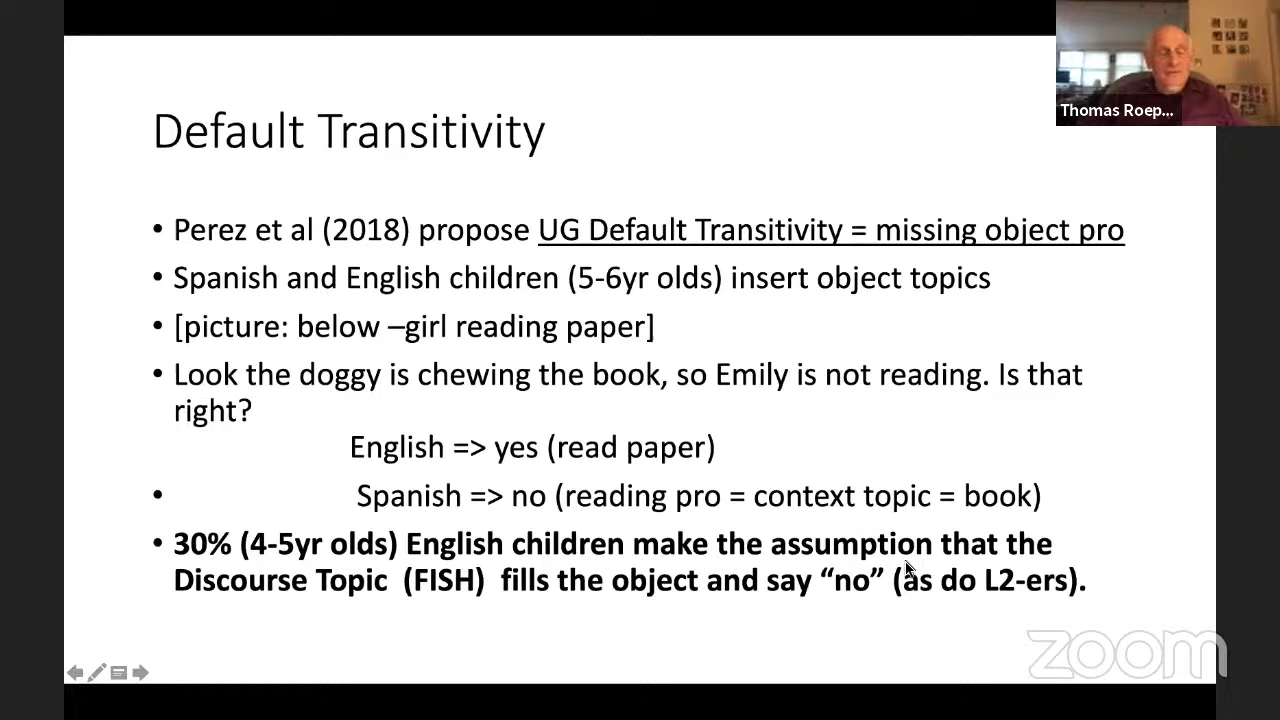 Thomas Roep...
Default Transitivity
• Perez et al (2018) propose UG Default Transitivity = missing object pro
• Spanish and English children (5-6yr olds) insert object topics
• [picture: below –girl reading paper]
• Look the doggy is chewing the book, so Emily is not reading. Is that
right?
English => yes (read paper)
• Spanish => no (reading pro = context topic = book)
• 30% (4-5yr olds) English children make the assumption that the
Discourse Topic (FISH) fills the object and say “no” (as do L2-ers).
zoom